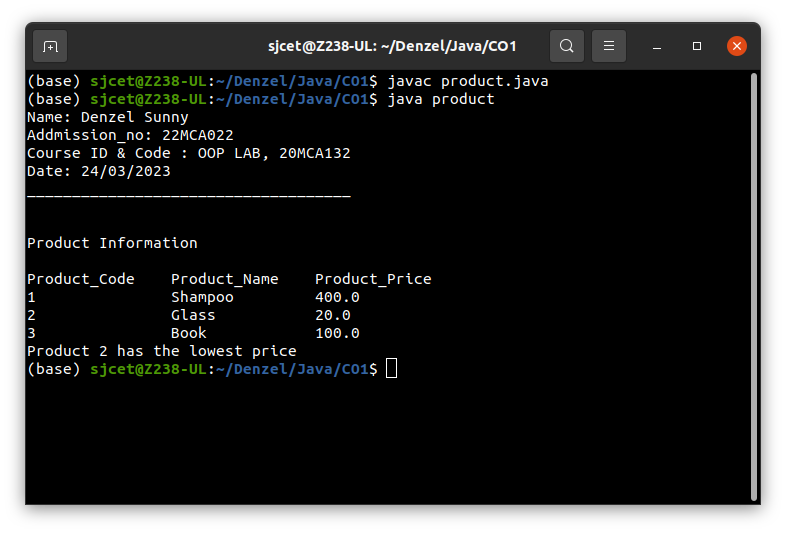 sjcet@Z238-UL: ~/Denzel/Java/CO1
(base) sjcet@Z238-UL:~/Denzel/Java/CO1$ javac product.java
(base) sjcet@Z238-UL:~/Denzel/Java/CO1$ java product
Name: Denzel Sunny
Addmission_no: 22MCA022
Course ID & Code : OOP LAB, 20MCA132
Date: 24/03/2023
____________________________________
Product Information
Product_Code    Product_Name    Product_Price
1               Shampoo         400.0
2               Glass           20.0
3               Book            100.0
Product 2 has the lowest price
(base) sjcet@Z238-UL:~/Denzel/Java/CO1$